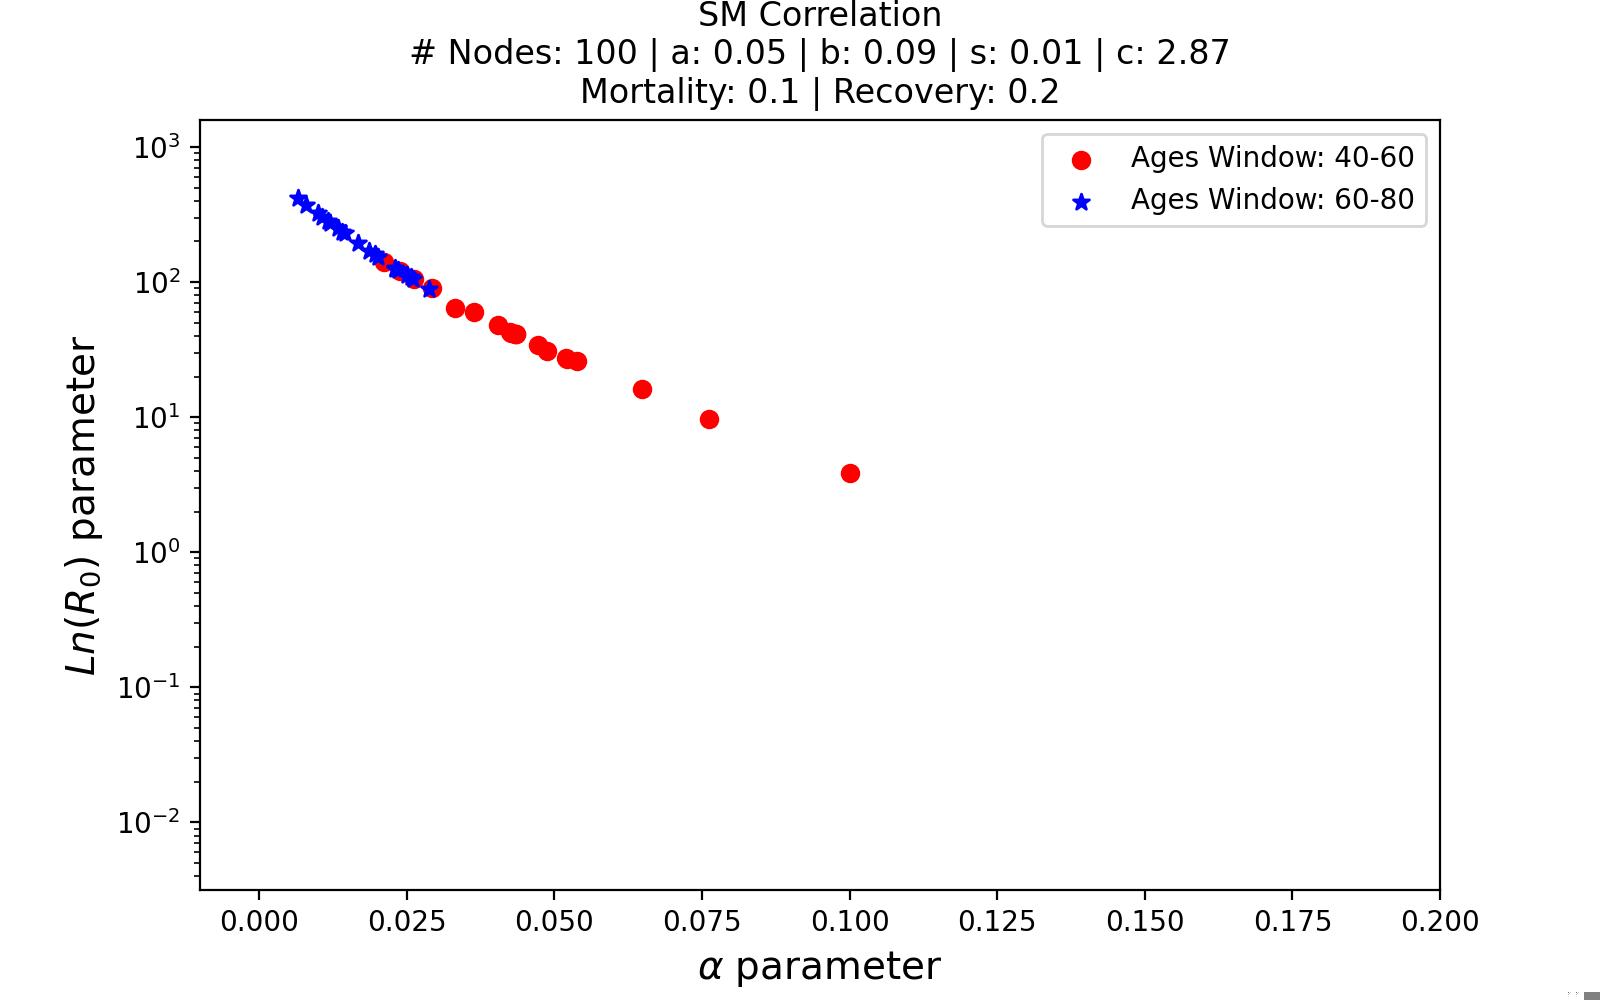 SM Correlation
# Nodes: 100 | a: 0.05 | b: 0.09 | s: 0.01 | c: 2.87
Mortality: 0.1 | Recovery: 0.2
Ages Window: 40-60
Ages Window: 60-80
Ln(R₀) parameter
10³
10²
10¹
10⁰
10⁻¹
10⁻²
0.000 0.025 0.050 0.075 0.100 0.125 0.150 0.175 0.200
α parameter